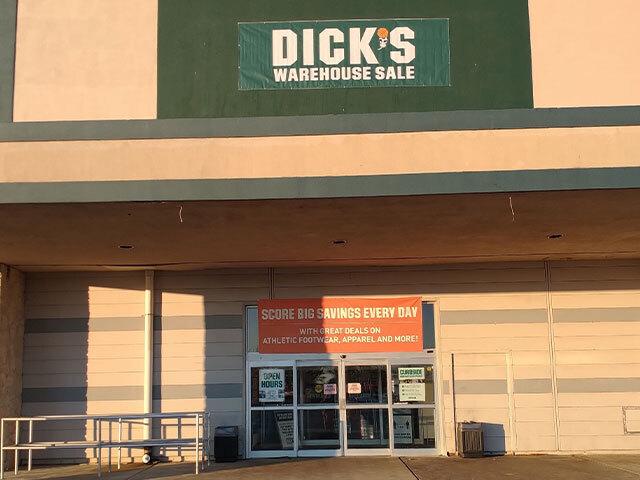 DICK'S
WAREHOUSE SALE
SCORE BIG SAVINGS EVERY DAY
WITH GREAT DEALS ON
ATHLETIC FOOTWEAR, APPAREL AND MORE!
OPEN
HOURS
CURBSIDE